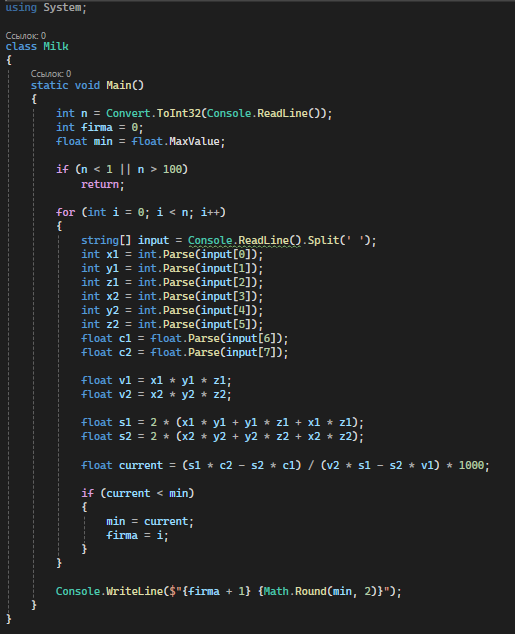 using System;
Ссылок: 0
class Milk
{
Ссылок: 0
static void Main()
{
int n = Convert.ToInt32(Console.ReadLine());
int firma = 0;
float min = float.MaxValue;
if (n < 1 || n > 100)
return;
for (int i = 0; i < n; i++)
{
string[] input = Console.ReadLine().Split(' ');
int x1 = int.Parse(input[0]);
int y1 = int.Parse(input[1]);
int z1 = int.Parse(input[2]);
int x2 = int.Parse(input[3]);
int y2 = int.Parse(input[4]);
int z2 = int.Parse(input[5]);
float c1 = float.Parse(input[6]);
float c2 = float.Parse(input[7]);
float v1 = x1 * y1 * z1;
float v2 = x2 * y2 * z2;
float s1 = 2 * (x1 * y1 + y1 * z1 + x1 * z1);
float s2 = 2 * (x2 * y2 + y2 * z2 + x2 * z2);
float current = (s1 * c2 - s2 * c1) / (v2 * s1 - s2 * v1) * 1000;
if (current < min)
{
min = current;
firma = i;
}
}
Console.WriteLine($"{firma + 1} {Math.Round(min, 2)}");
}
}